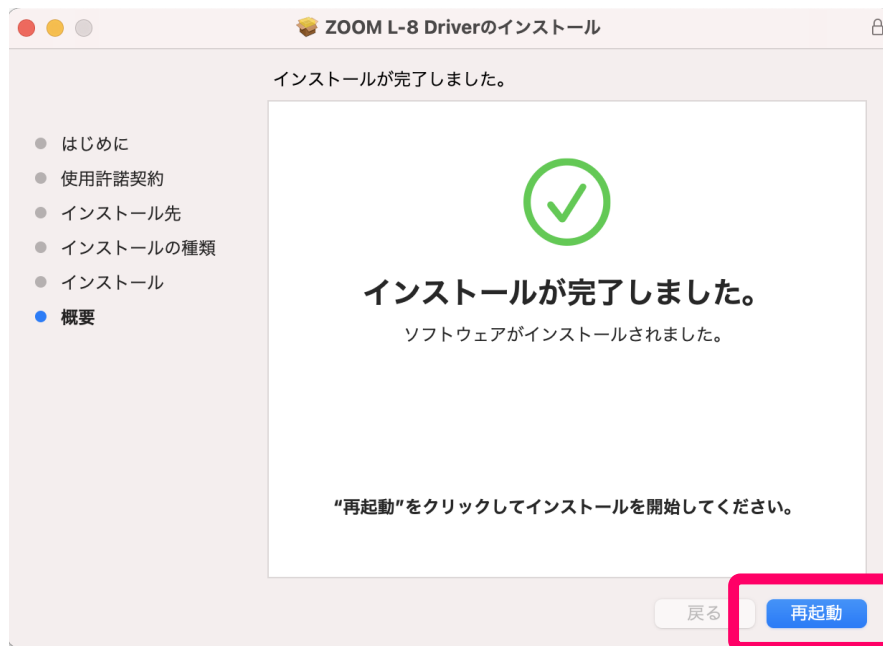 ZOOM L-8 Driverのインストール
インストールが完了しました。
はじめに
使用許諾契約
インストール先
インストールの種類
インストール
概要
インストールが完了しました。
ソフトウェアがインストールされました。
“再起動”をクリックしてインストールを開始してください。
戻る
再起動